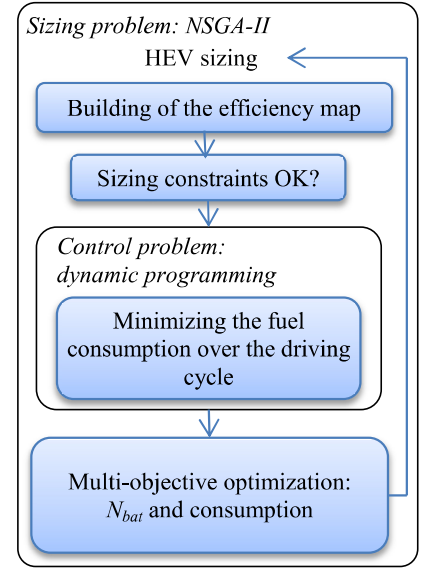 Sizing problem: NSGA-II
HEV sizing
Building of the efficiency map
Sizing constraints OK?
Control problem:
dynamic programming
Minimizing the fuel
consumption over the driving
cycle
Multi-objective optimization:
N_bat and consumption